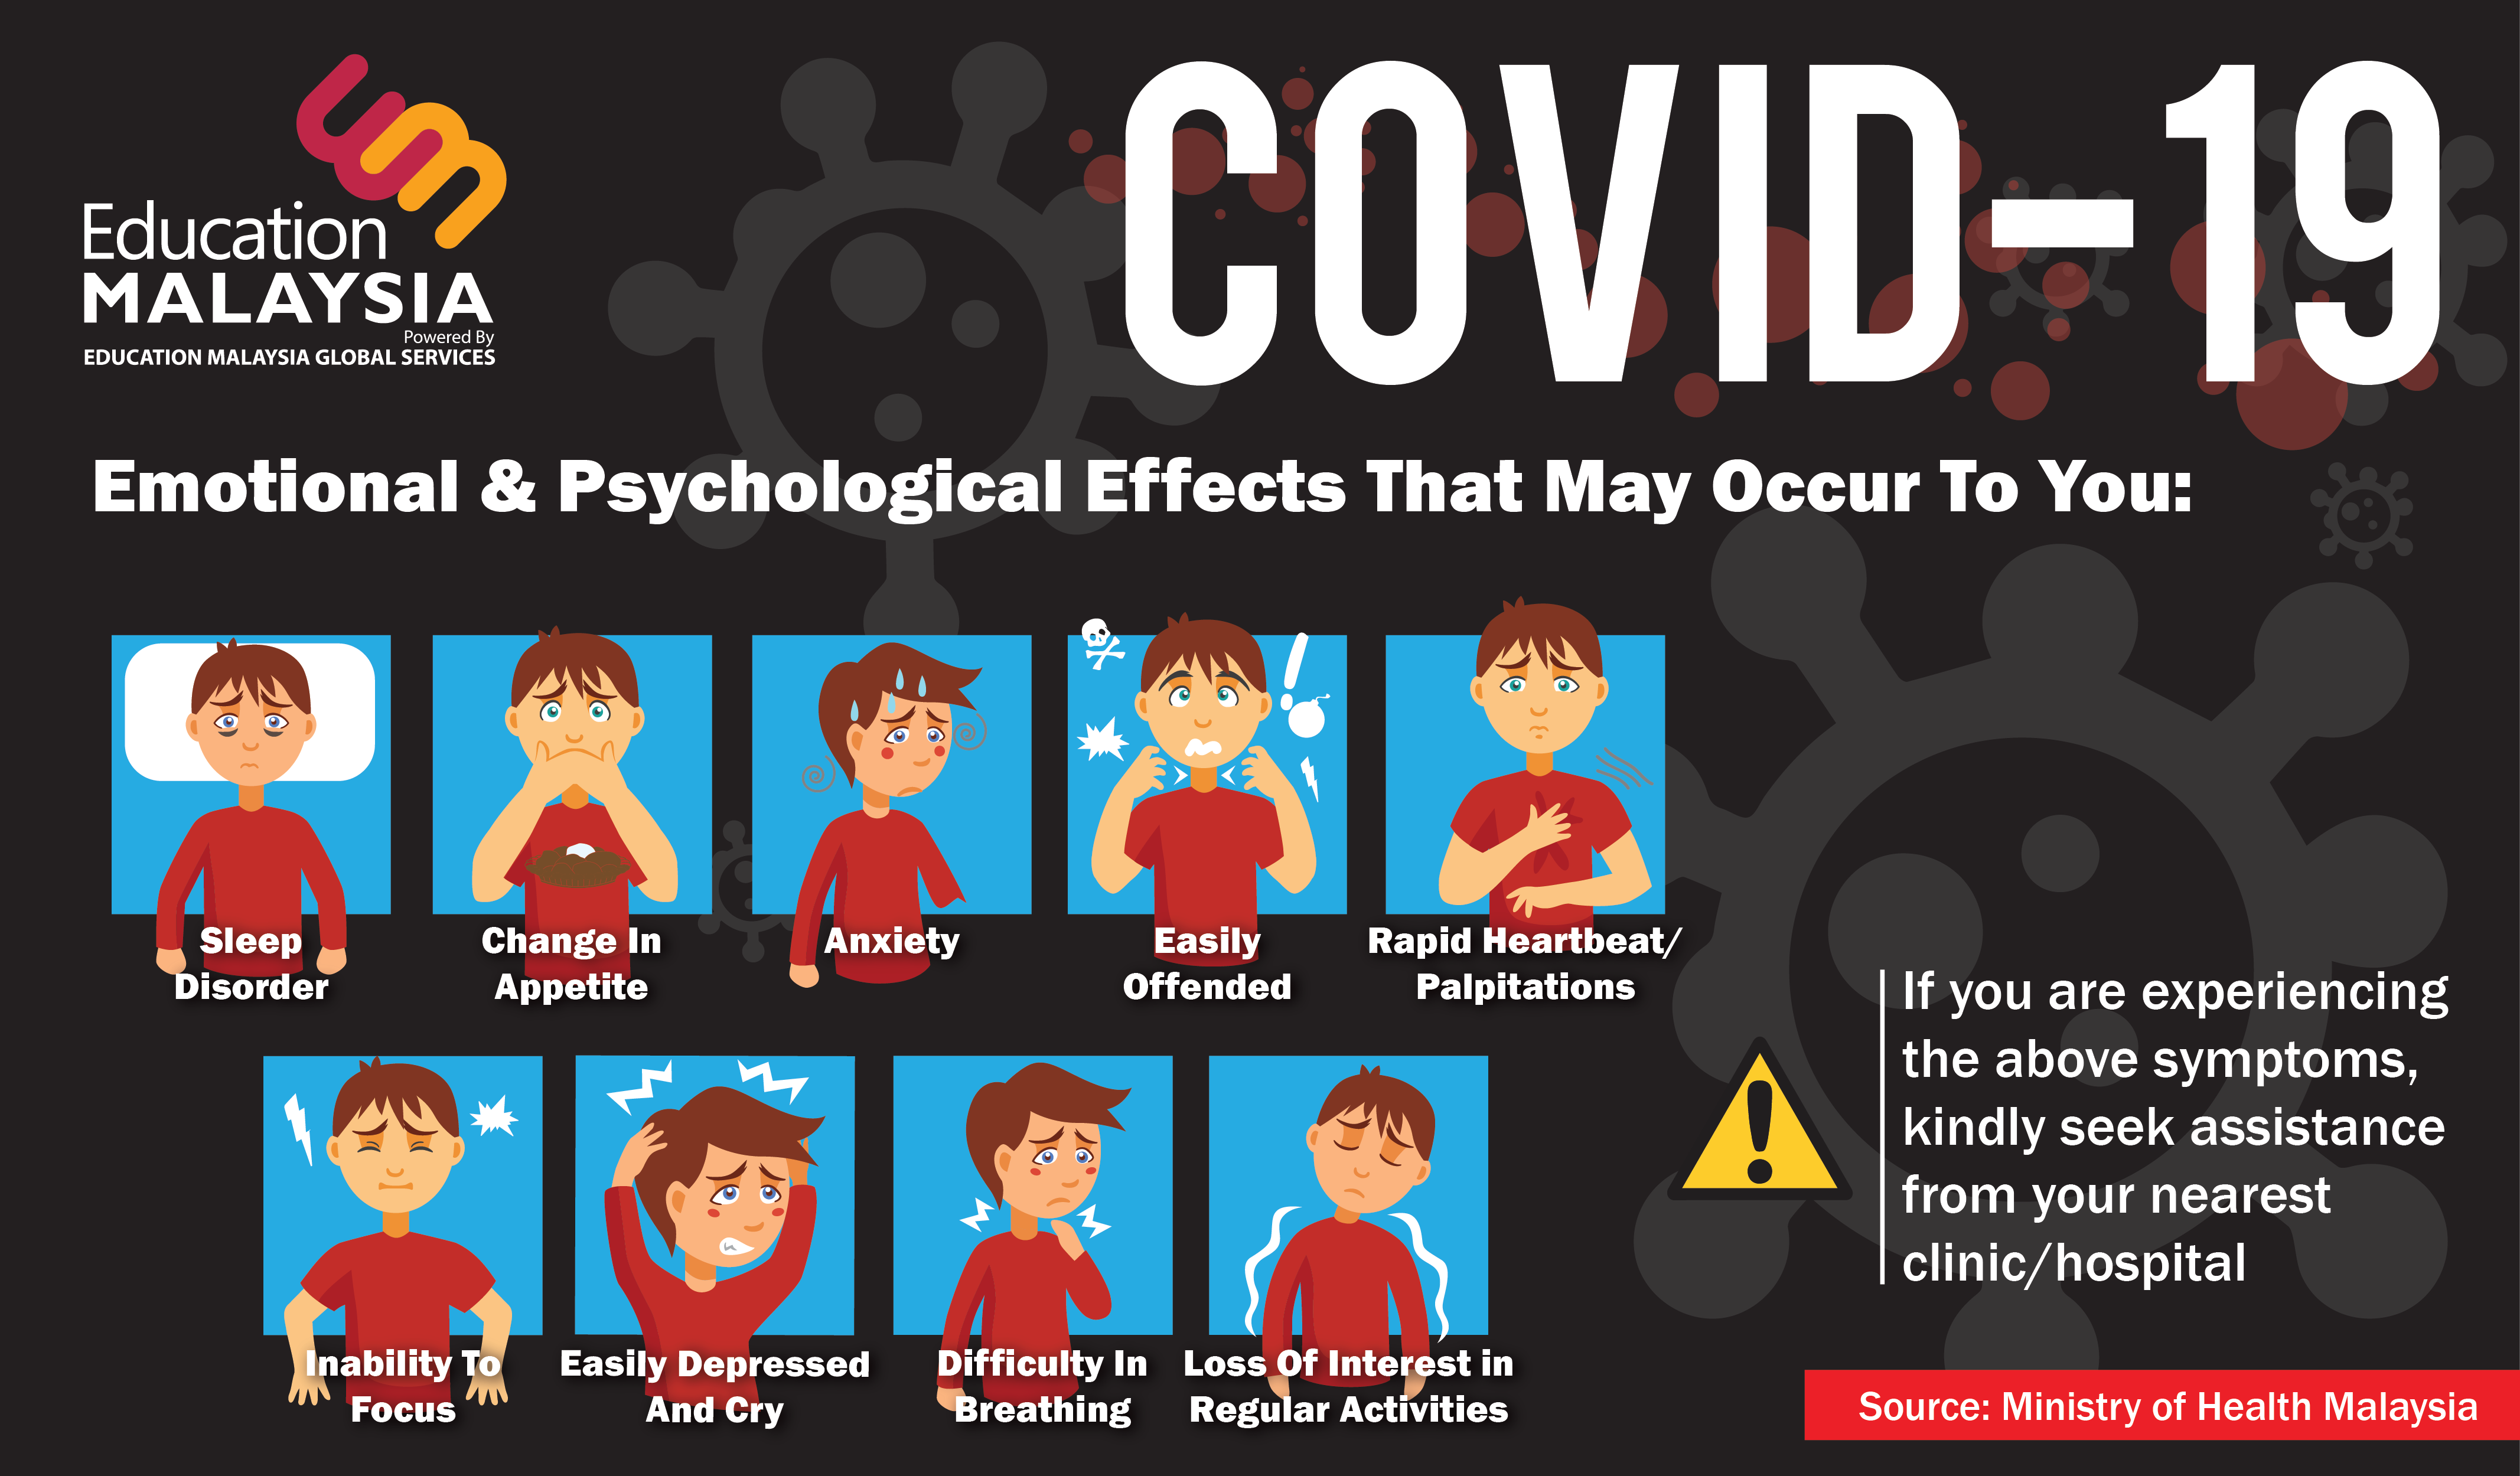 Education
MALAYSIA
Powered By
EDUCATION MALAYSIA GLOBAL SERVICES
COVID-19
Emotional & Psychological Effects That May Occur To You:
Sleep
Disorder
Change In
Appetite
Anxiety
Easily
Offended
Rapid Heartbeat/
Palpitations
Inability To
Focus
Easily Depressed
And Cry
Difficulty In
Breathing
Loss Of Interest in
Regular Activities
If you are experiencing
the above symptoms,
kindly seek assistance
from your nearest
clinic/hospital
Source: Ministry of Health Malaysia